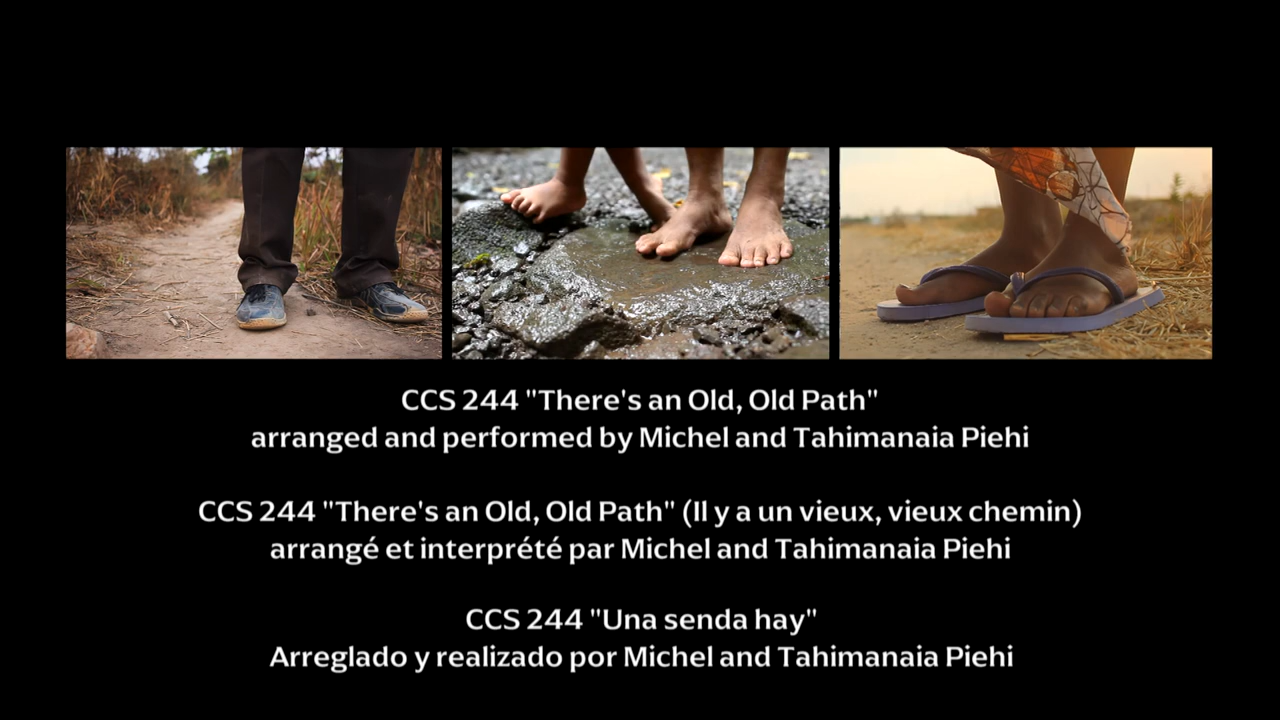 CCS 244 "There's an Old, Old Path"
arranged and performed by Michel and Tahimanaia Piehi
CCS 244 "There's an Old, Old Path" (Il y a un vieux, vieux chemin)
arrangé et interprété par Michel and Tahimanaia Piehi
CCS 244 "Una senda hay"
Arreglado y realizado por Michel and Tahimanaia Piehi